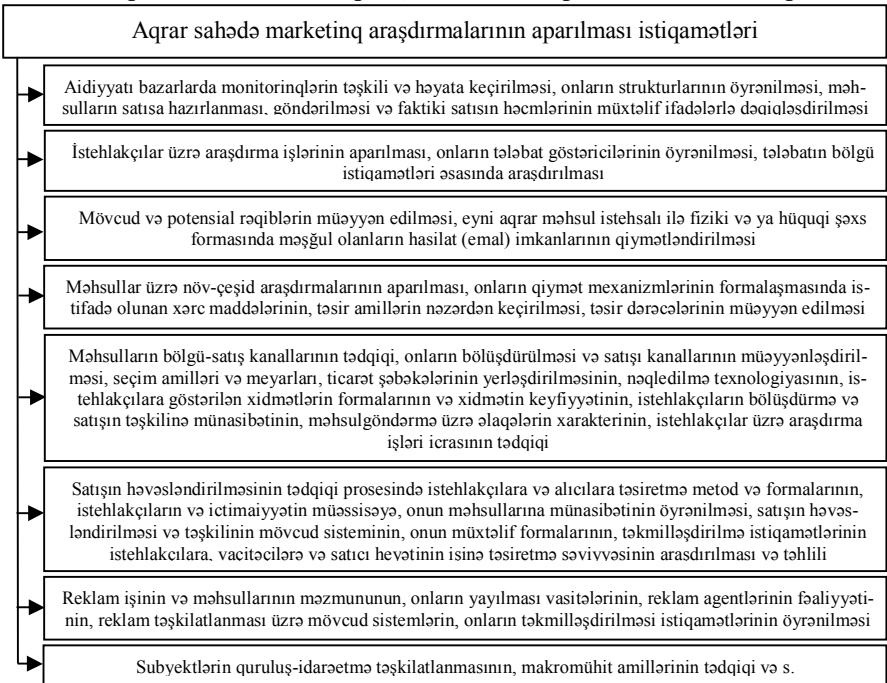 Aqrar sahədə marketinq araşdırmalarının aparılması istiqamətləri
Aidiyyatı bazarlarda monitorinqlərin təşkili və həyata keçirilməsi, onların strukturlarının öyrənilməsi, məh-
sulların satışa hazırlanması, göndərilməsi və faktiki satışın həcmlərinin müxtəlif ifadələrlə dəqiqləşdirilməsi
İstehlakçılar üzrə araşdırma işlərinin aparılması, onların tələbat göstəricilərinin öyrənilməsi, tələbatın bölgü
istiqamətləri əsasında araşdırılması
Mövcud və potensial rəqiblərin müəyyən edilməsi, eyni aqrar məhsul istehsalı ilə fiziki və ya hüquqi şəxs
formasında məşğul olanların hasilat (emal) imkanlarının qiymətləndirilməsi
Məhsullar üzrə növ-çeşid araşdırmalarının aparılması, onların qiymət mexanizmlərinin formalaşmasında is-
tifadə olunan xərc maddələrinin, təsir amillərin nəzərdən keçirilməsi, təsir dərəcələrinin müəyyən edilməsi
Məhsulların bölgü-satış kanallarının tədqiqi, onların bölüşdürülməsi və satışı kanallarının müəyyənləşdiril-
məsi, seçim amilləri və meyarları, ticarət şəbəkələrinin yerləşdirilməsinin, nəqledilmə texnologiyasının, is-
tehlakçılara göstərilən xidmətlərin formalarının və xidmətin keyfiyyətinin, istehlakçıların bölüşdürmə və
satışın təşkilinə münasibətinin, məhsulgöndərmə üzrə əlaqələrin xarakterinin, istehlakçılar üzrə araşdırma
işləri icrasının tədqiqi
Satışın həvəsləndirilməsinin tədqiqi prosesində istehlakçılara və alıcılara təsiretmə metod və formalarının,
istehlakçıların və ictimaiyyətin müəssisəyə, onun məhsullarına münasibətinin öyrənilməsi, satışın həvəs-
ləndirilməsi və təşkilinin mövcud sisteminin, onun müxtəlif formalarının, təkmilləşdirilmə istiqamətlərinin
istehlakçılara, vaçitəçilərə və satıcı heyətinin işinə təsiretmə səviyyəsinin araşdırılması və təhlili
Reklam işinin və məhsullarının məzmununun, onların yayılması vasitələrinin, reklam agentlərinin fəaliyyəti-
nin, reklam təşkilatlanması üzrə mövcud sistemlərin, onların təkmilləşdirilməsi istiqamətlərinin öyrənilməsi
Subyektlərin quruluş-idarəetmə təşkilatlanmasının, makromühit amillərinin tədqiqi və s.